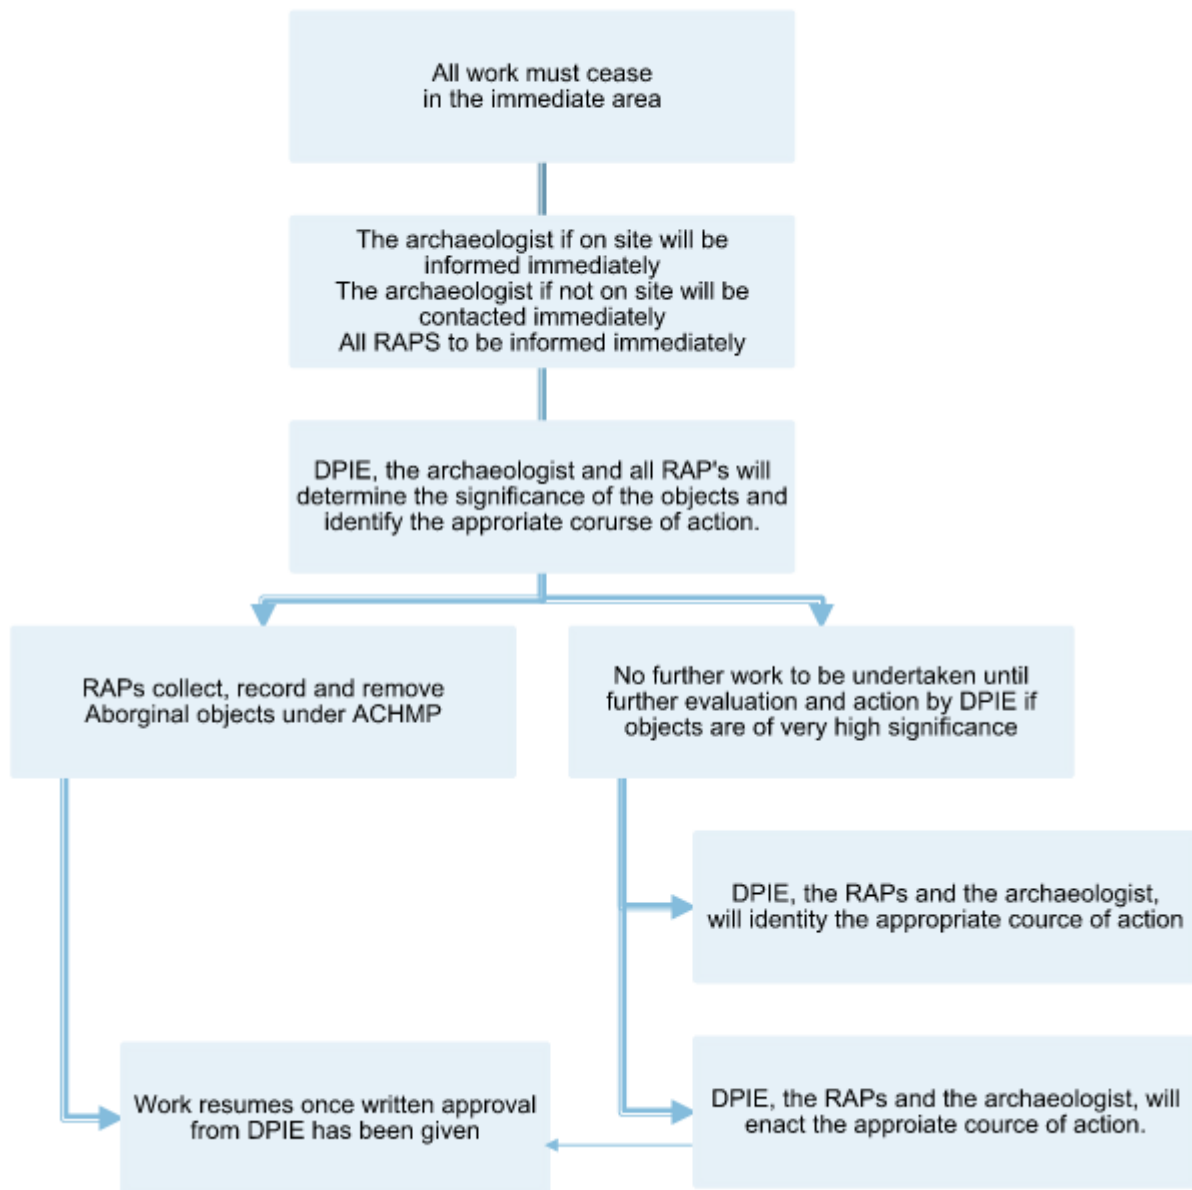 All work must cease
in the immediate area
The archaeologist if on site will be
informed immediately
The archaeologist if not on site will be
contacted immediately
All RAPS to be informed immediately
DPIE, the archaeologist and all RAP's will
determine the significance of the objects and
identify the approriate corurse of action.
RAPs collect, record and remove
Aborginal objects under ACHMP
No further work to be undertaken until
further evaluation and action by DPIE if
objects are of very high significance
DPIE, the RAPs and the archaeologist,
will identity the appropriate cource of action
Work resumes once written approval
from DPIE has been given
DPIE, the RAPs and the archaeologist, will
enact the approiate cource of action.